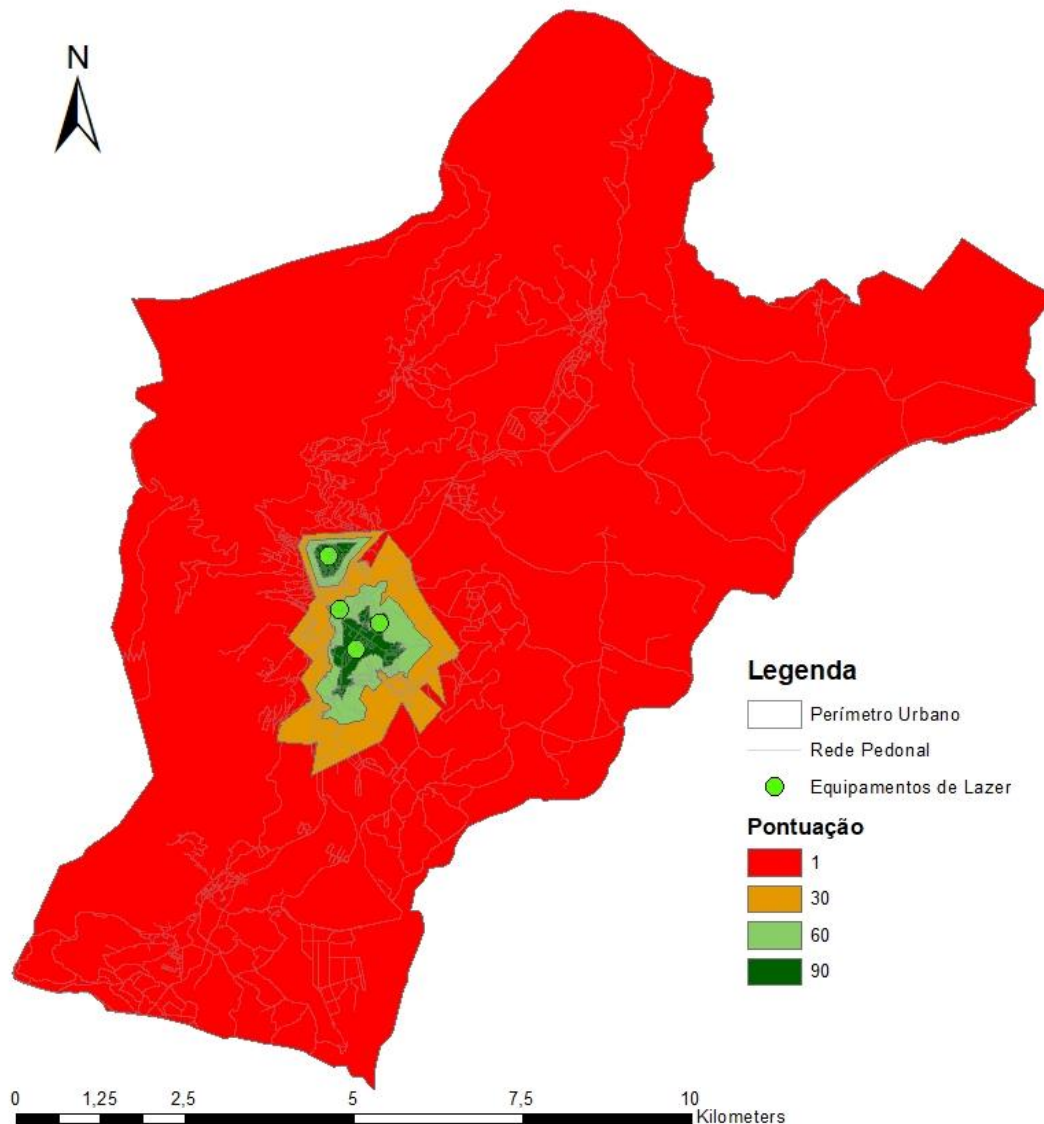 N
Legenda
Perímetro Urbano
Rede Pedonal
Equipamentos de Lazer
Pontuação
1
30
60
90
0 1,25 2,5 5 7,5 10
Kilometers